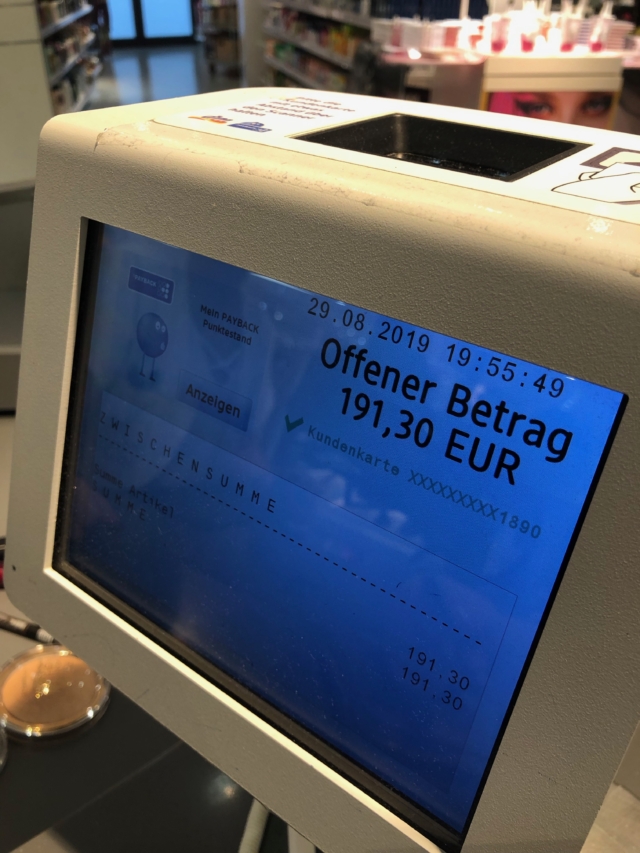 PAYBACK
Mein PAYBACK
Punktestand
Anzeigen
29.08.2019 19:55:49
Offener Betrag
191,30 EUR
Kundenkarte XXXXXXXXX1890
ZWISCHENSUMME
Summe Artikel
191,30
SUMME
191,30